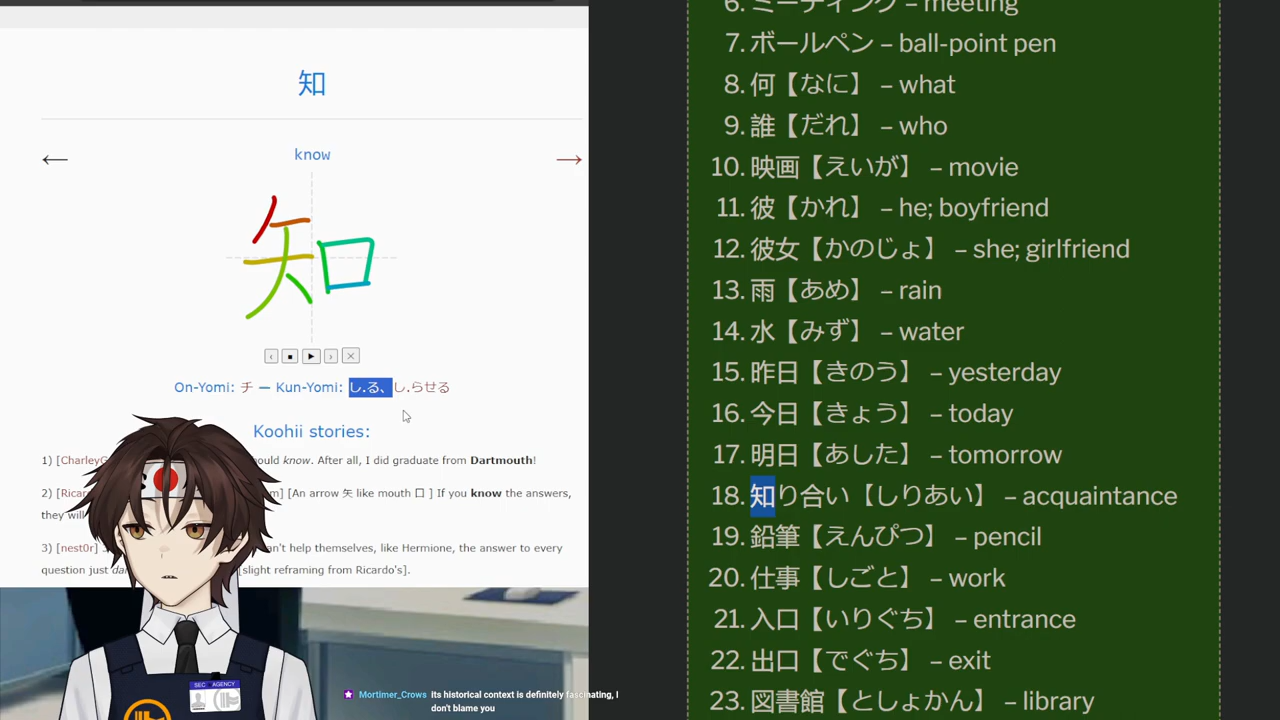 知
know
On-Yomi: チ — Kun-Yomi: し.る、し.らせる
Koohii stories:
1) [CharleyG ould know. After all, I did graduate from Dartmouth!
2) [Ricar m] [An arrow 矢 like mouth 口 ] If you know the answers,
they will
3) [nest0r] S an't help themselves, like Hermione, the answer to every
question just da [slight reframing from Ricardo's].
SEC AGENCY
Mortimer_Crows its historical context is definitely fascinating, I
don't blame you
6. ミーティング – meeting
7. ボールペン – ball-point pen
8. 何【なに】 – what
9. 誰【だれ】 – who
10. 映画【えいが】 – movie
11. 彼【かれ】 – he; boyfriend
12. 彼女【かのじょ】 – she; girlfriend
13. 雨【あめ】 – rain
14. 水【みず】 – water
15. 昨日【きのう】 – yesterday
16. 今日【きょう】 – today
17. 明日【あした】 – tomorrow
18. 知り合い【しりあい】 – acquaintance
19. 鉛筆【えんぴつ】 – pencil
20. 仕事【しごと】 – work
21. 入口【いりぐち】 – entrance
22. 出口【でぐち】 – exit
23. 図書館【としょかん】 – library